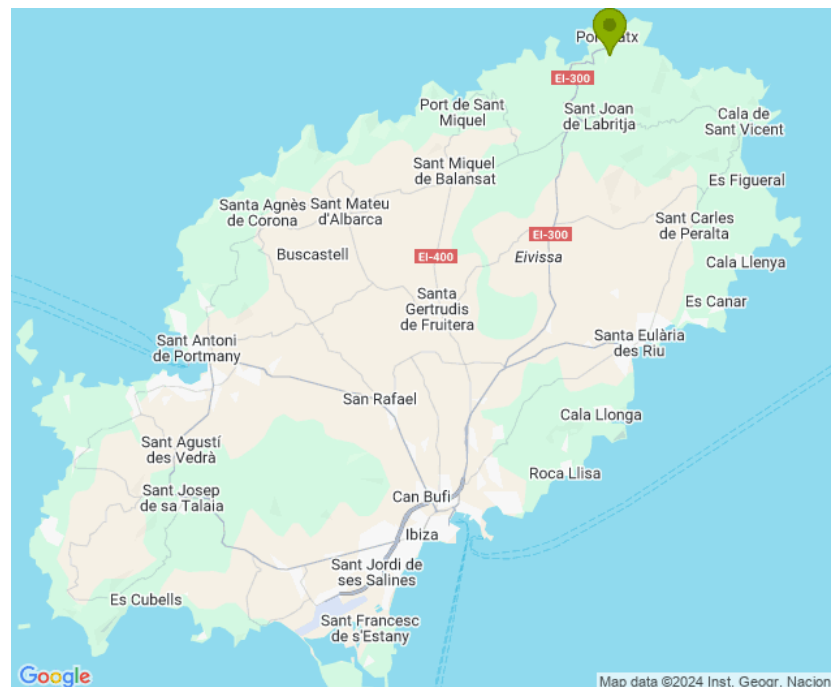 EI-300
Port de Sant
Miquel
Sant Joan
de Labritja
Cala de
Sant Vicent
Sant Miquel
de Balansat
Es Figueral
Santa Agnès
de Corona
Sant Mateu
d'Albarca
Sant Carles
de Peralta
EI-300
Buscastell
EI-400
Eivissa
Cala Llenya
Santa
Gertrudis
de Fruitera
Es Canar
Sant Antoni
de Portmany
Santa Eulària
des Riu
San Rafael
Cala Llonga
Sant Agustí
des Vedrà
Roca Llisa
Sant Josep
de sa Talaia
Can Bufi
Ibiza
Sant Jordi de
ses Salines
Es Cubells
Sant Francesc
de s'Estany
Google
Map data ©2024 Inst. Geogr. Nacion